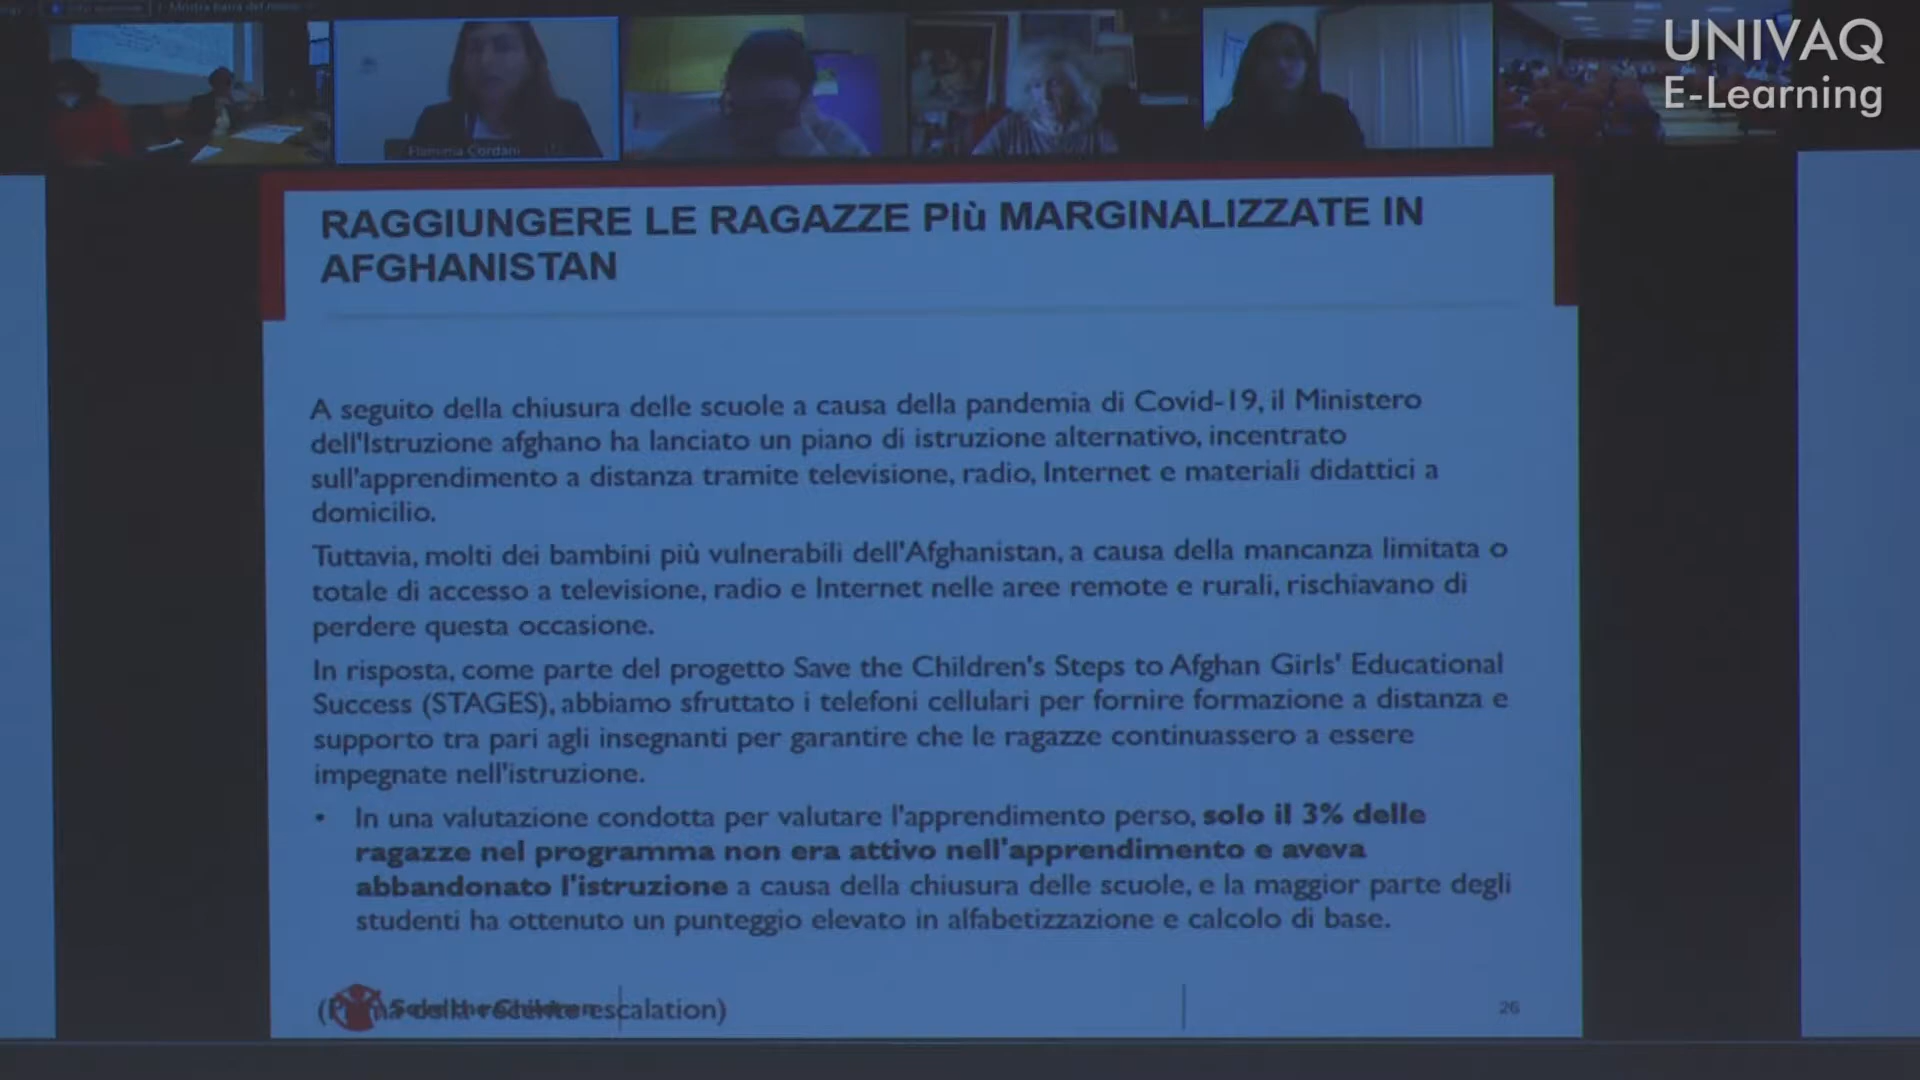 UNIVAQ
E-Learning
Flammia Cordani
RAGGIUNGERE LE RAGAZZE PIù MARGINALIZZATE IN
AFGHANISTAN
A seguito della chiusura delle scuole a causa della pandemia di Covid-19, il Ministero
dell'Istruzione afghano ha lanciato un piano di istruzione alternativo, incentrato
sull'apprendimento a distanza tramite televisione, radio, Internet e materiali didattici a
domicilio.
Tuttavia, molti dei bambini più vulnerabili dell'Afghanistan, a causa della mancanza limitata o
totale di accesso a televisione, radio e Internet nelle aree remote e rurali, rischiavano di
perdere questa occasione.
In risposta, come parte del progetto Save the Children's Steps to Afghan Girls' Educational
Success (STAGES), abbiamo sfruttato i telefoni cellulari per fornire formazione a distanza e
supporto tra pari agli insegnanti per garantire che le ragazze continuassero a essere
impegnate nell'istruzione.
• In una valutazione condotta per valutare l'apprendimento perso, solo il 3% delle
ragazze nel programma non era attivo nell'apprendimento e aveva
abbandonato l'istruzione a causa della chiusura delle scuole, e la maggior parte degli
studenti ha ottenuto un punteggio elevato in alfabetizzazione e calcolo di base.
(Prima della recente escalation)
Save the Children
26